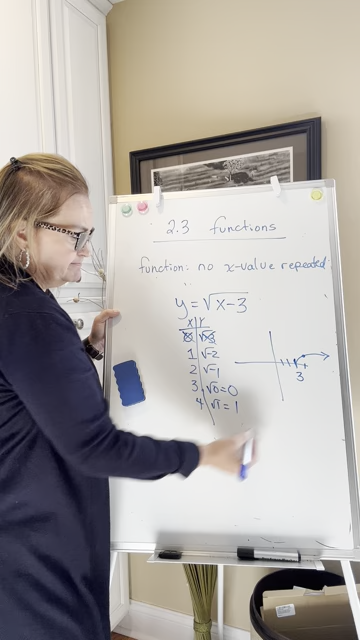 2.3 functions
function: no x-value repeated
y = √x-3
x y
0 √-3
1 √-2
2 √-1
3 √0 = 0
4 √1 = 1
3